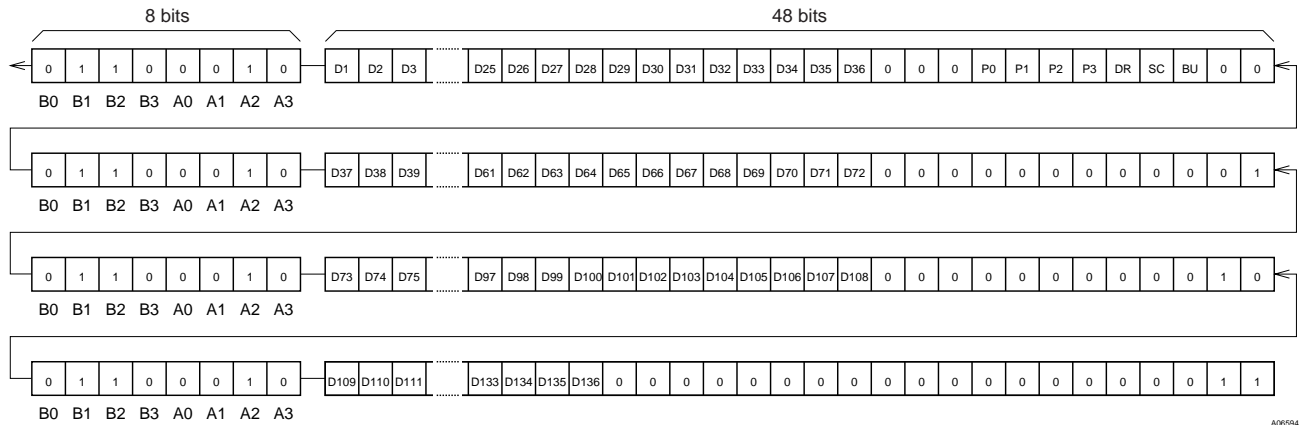 8 bits 48 bits
0 1 1 0 0 0 1 0 D1 D2 D3 D25 D26 D27 D28 D29 D30 D31 D32 D33 D34 D35 D36 0 0 0 P0 P1 P2 P3 DR SC BU 0 0
B0 B1 B2 B3 A0 A1 A2 A3
0 1 1 0 0 0 1 0 D37 D38 D39 D61 D62 D63 D64 D65 D66 D67 D68 D69 D70 D71 D72 0 0 0 0 0 0 0 0 0 0 0 1
B0 B1 B2 B3 A0 A1 A2 A3
0 1 1 0 0 0 1 0 D73 D74 D75 D97 D98 D99 D100 D101 D102 D103 D104 D105 D106 D107 D108 0 0 0 0 0 0 0 0 0 0 1 0
B0 B1 B2 B3 A0 A1 A2 A3
0 1 1 0 0 0 1 0 D109 D110 D111 D133 D134 D135 D136 0 0 0 0 0 0 0 0 0 0 0 0 0 0 0 0 0 0 1 1
B0 B1 B2 B3 A0 A1 A2 A3
A06594